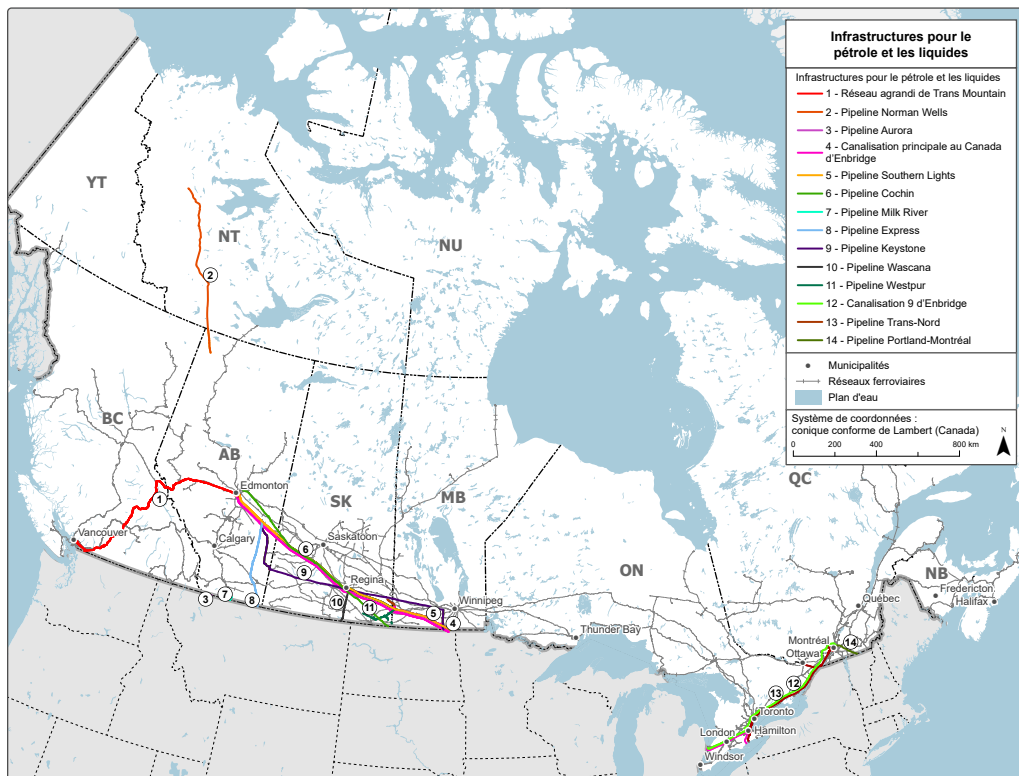 Infrastructures pour le
pétrole et les liquides
Infrastructures pour le pétrole et les liquides
1 - Réseau agrandi de Trans Mountain
2 - Pipeline Norman Wells
3 - Pipeline Aurora
4 - Canalisation principale au Canada
d'Enbridge
5 - Pipeline Southern Lights
6 - Pipeline Cochin
7 - Pipeline Milk River
8 - Pipeline Express
9 - Pipeline Keystone
10 - Pipeline Wascana
11 - Pipeline Westpur
12 - Canalisation 9 d'Enbridge
13 - Pipeline Trans-Nord
14 - Pipeline Portland-Montréal
Municipalités
Réseaux ferroviaires
Plan d'eau
Système de coordonnées :
conique conforme de Lambert (Canada)
N
0 200 400 800 km
YT
NT
NU
2
BC
AB
SK
MB
ON
QC
NB
Edmonton
1
Vancouver
Calgary
Saskatoon
6
9
Regina
3
7
8
10
11
5
4
Winnipeg
Thunder Bay
Québec
Fredericton
Halifax
Montréal
Ottawa
14
12
13
Toronto
Hamilton
London
Windsor